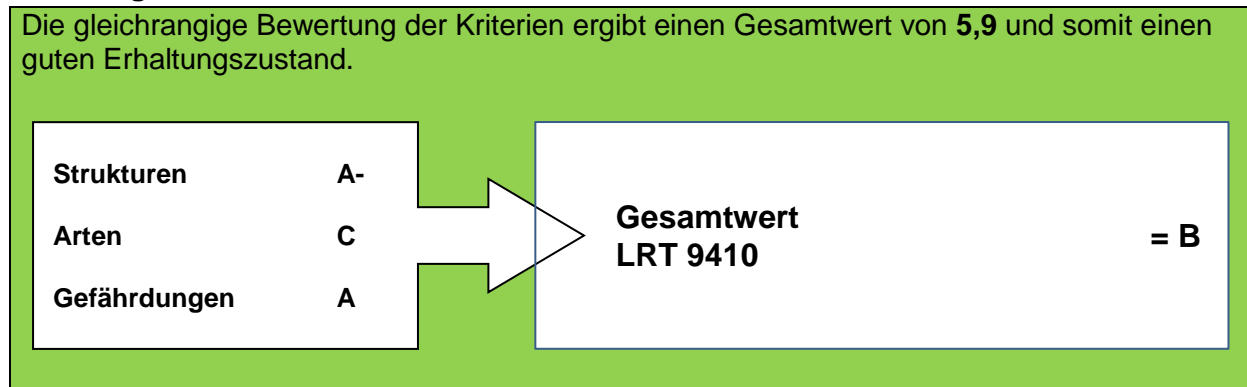 Die gleichrangige Bewertung der Kriterien ergibt einen Gesamtwert von 5,9 und somit einen
guten Erhaltungszustand.
Strukturen A-
Arten C
Gefährdungen A
Gesamtwert
LRT 9410 = B